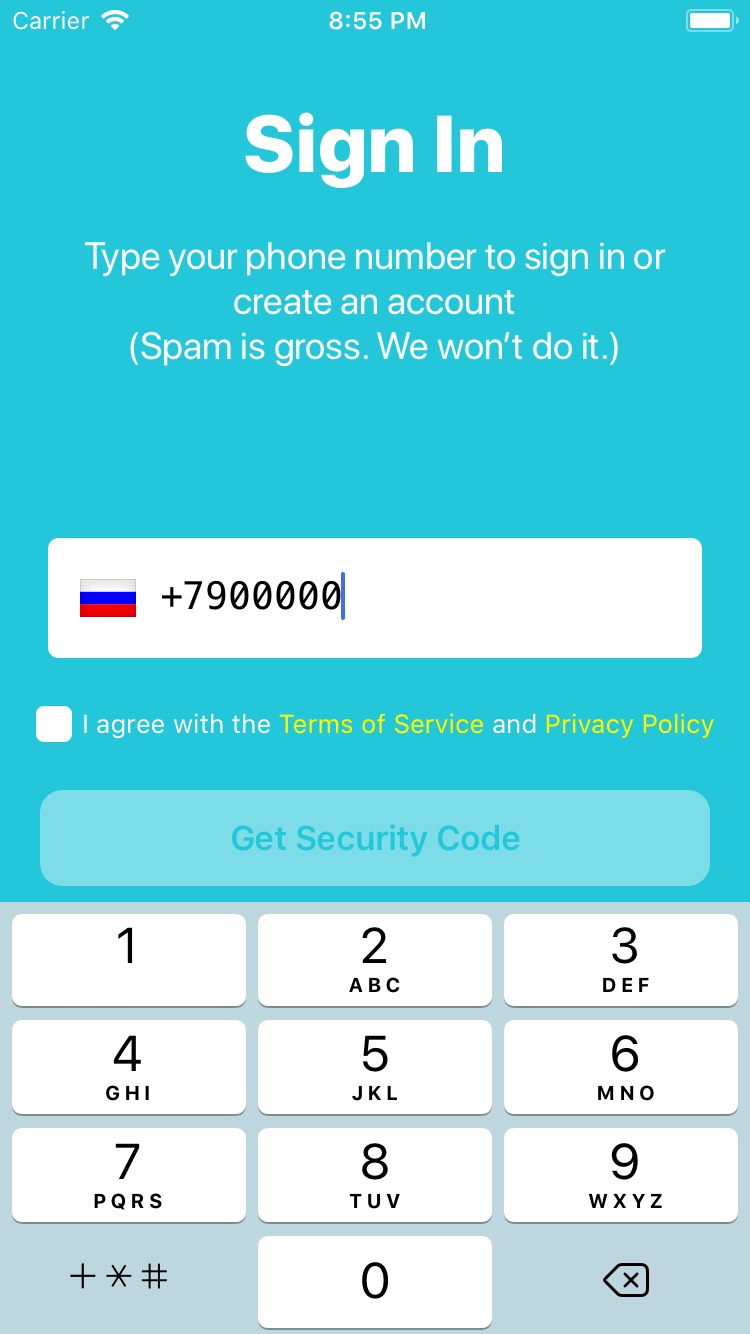 Carrier 8:55 PM
Sign In
Type your phone number to sign in or
create an account
(Spam is gross. We won’t do it.)
+7900000
I agree with the Terms of Service and Privacy Policy
Get Security Code
1 2 3
ABC DEF
4 5 6
GHI JKL MNO
7 8 9
PQRS TUV WXYZ
+*# 0